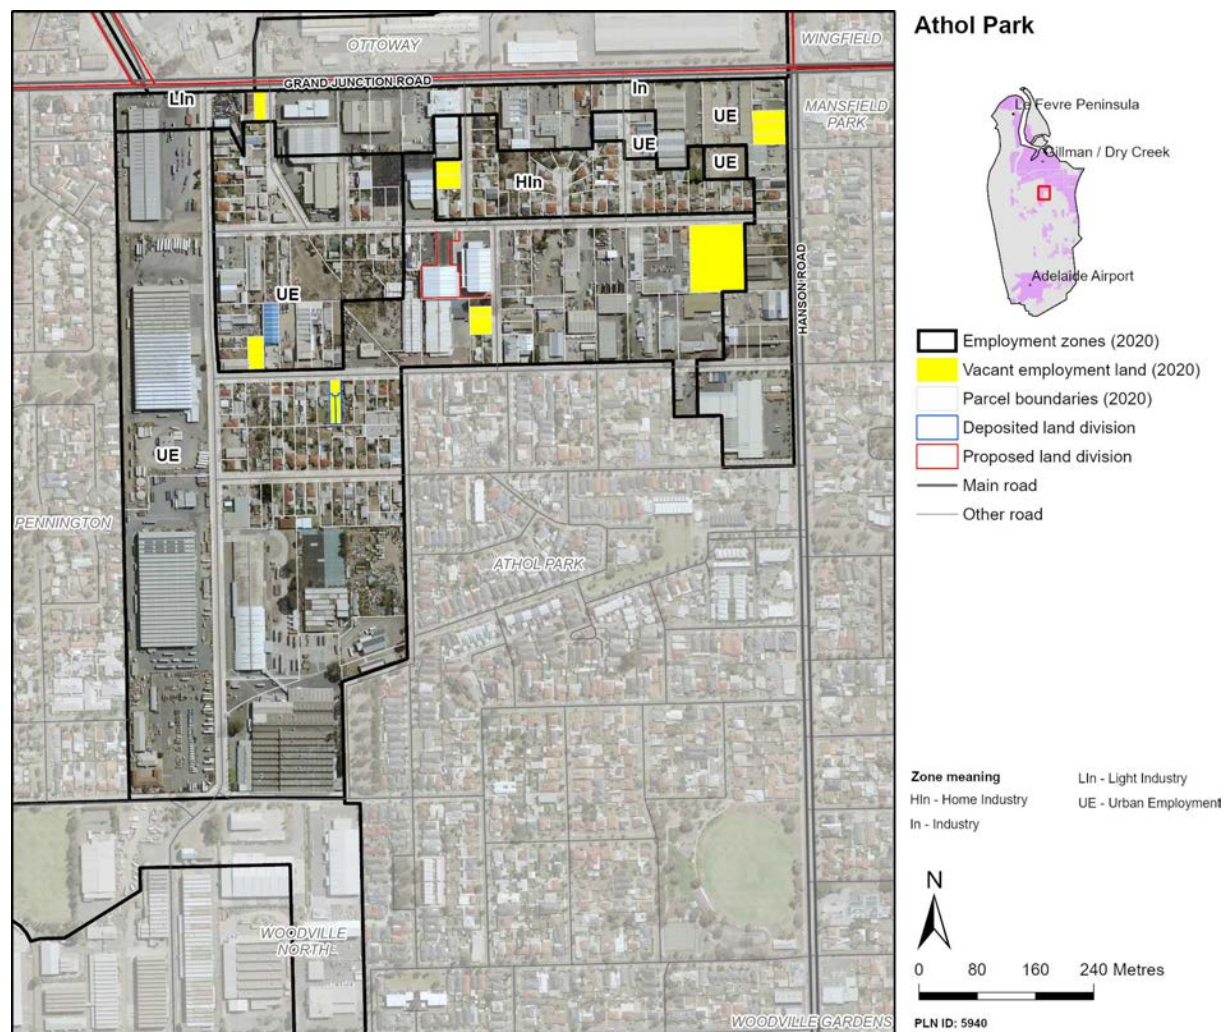 Athol Park
OTTOWAY
WINGFIELD
GRAND JUNCTION ROAD
LIn
In
UE
MANSFIELD
PARK
UE
UE
HIn
UE
HANSON ROAD
UE
PENNINGTON
ATHOL PARK
WOODVILLE
NORTH
WOODVILLE GARDENS
Le Fevre Peninsula
Gillman / Dry Creek
Adelaide Airport
Employment zones (2020)
Vacant employment land (2020)
Parcel boundaries (2020)
Deposited land division
Proposed land division
Main road
Other road
Zone meaning
HIn - Home Industry
In - Industry
LIn - Light Industry
UE - Urban Employment
N
0 80 160 240 Metres
PLN ID: 5940